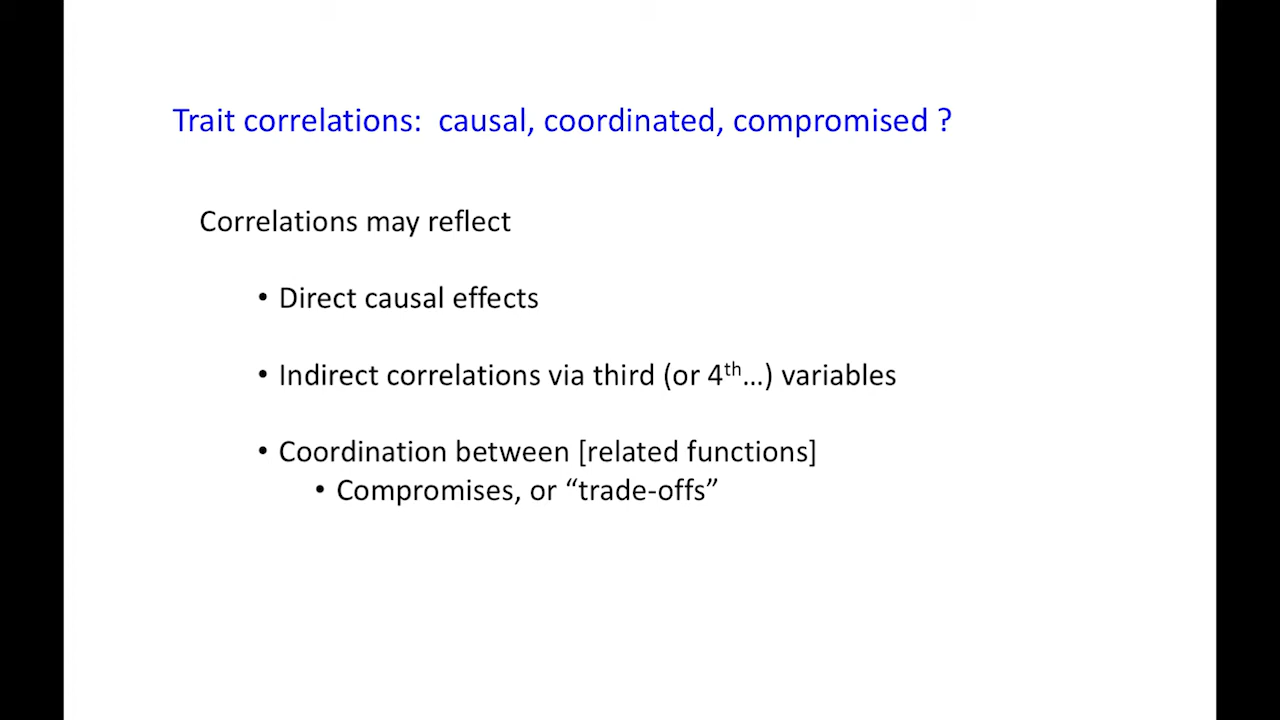 Trait correlations:  causal, coordinated, compromised ?
Correlations may reflect
• Direct causal effects
• Indirect correlations via third (or 4th…) variables
• Coordination between [related functions]
• Compromises, or “trade-offs”